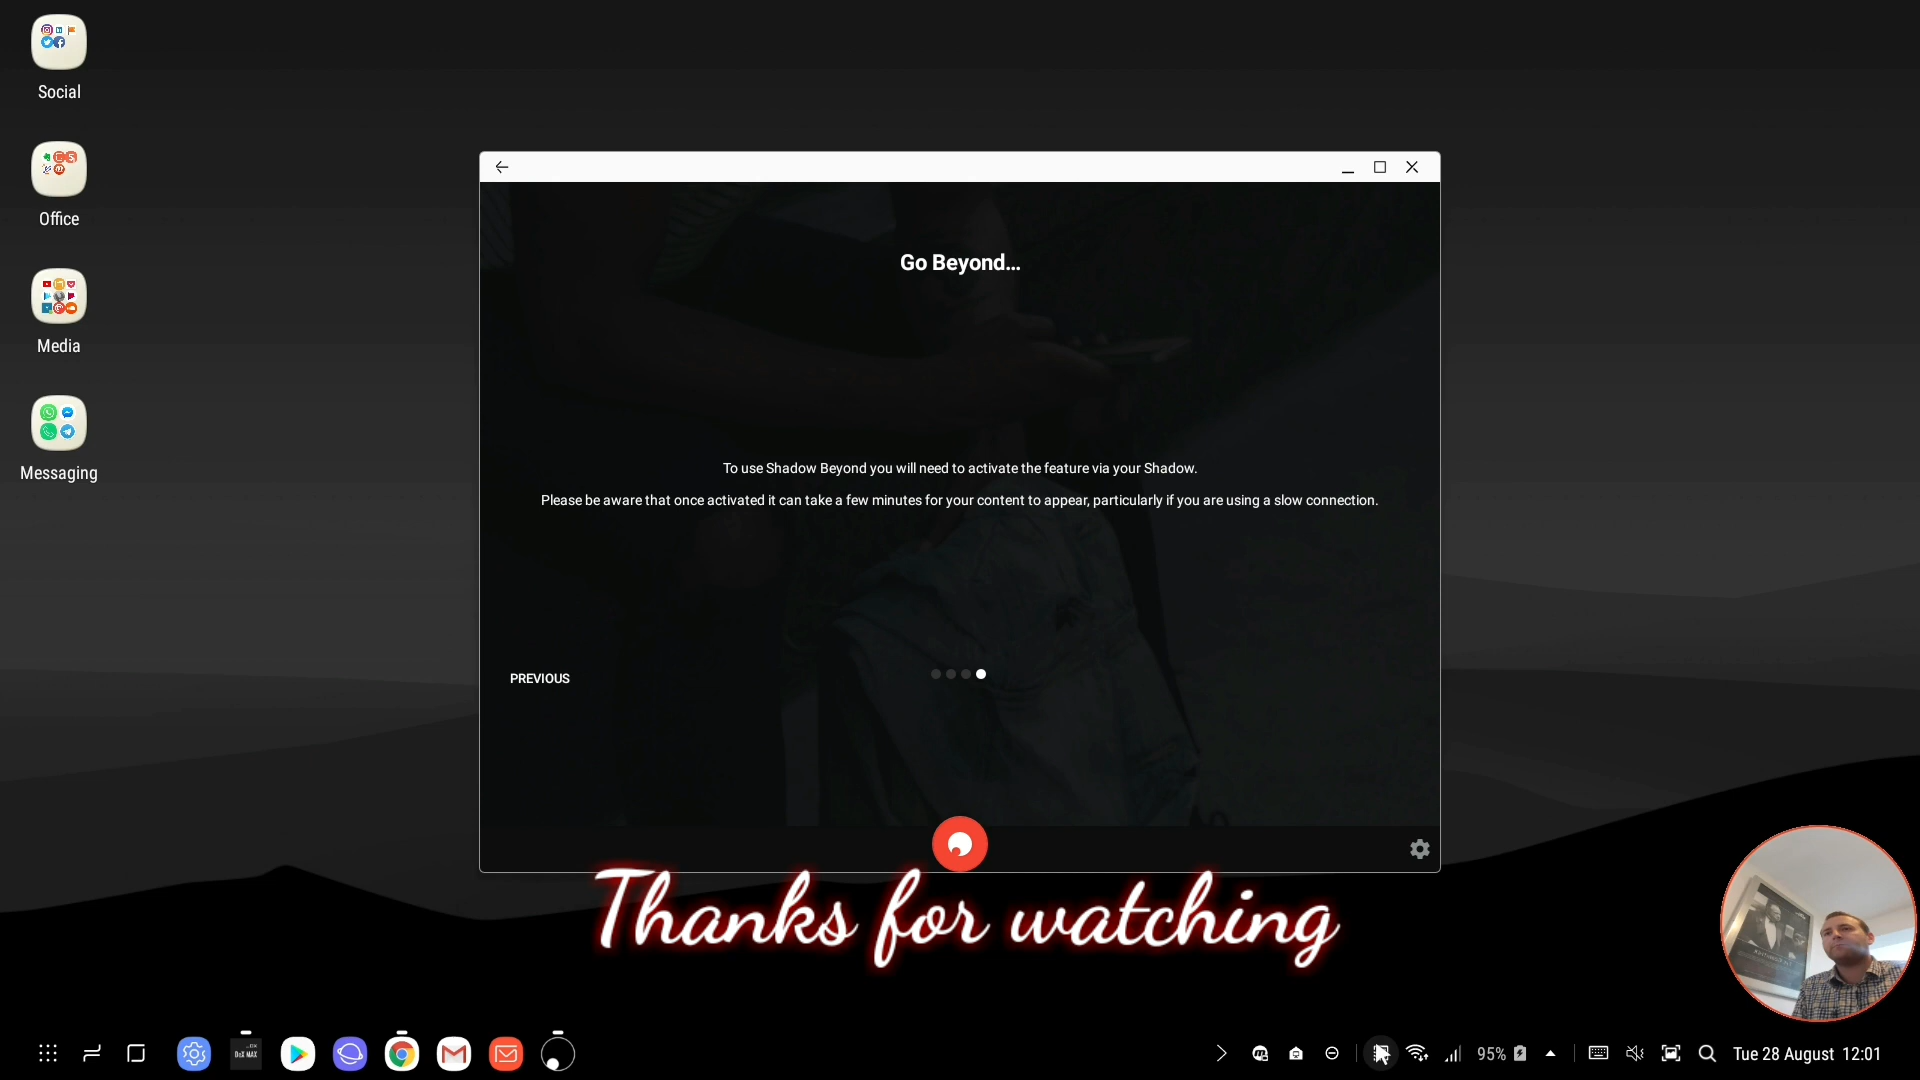 Social
Office
Media
Messaging
Go Beyond...
To use Shadow Beyond you will need to activate the feature via your Shadow.
Please be aware that once activated it can take a few minutes for your content to appear, particularly if you are using a slow connection.
PREVIOUS
Thanks for watching
DeX MAX
95%
Tue 28 August 12:01